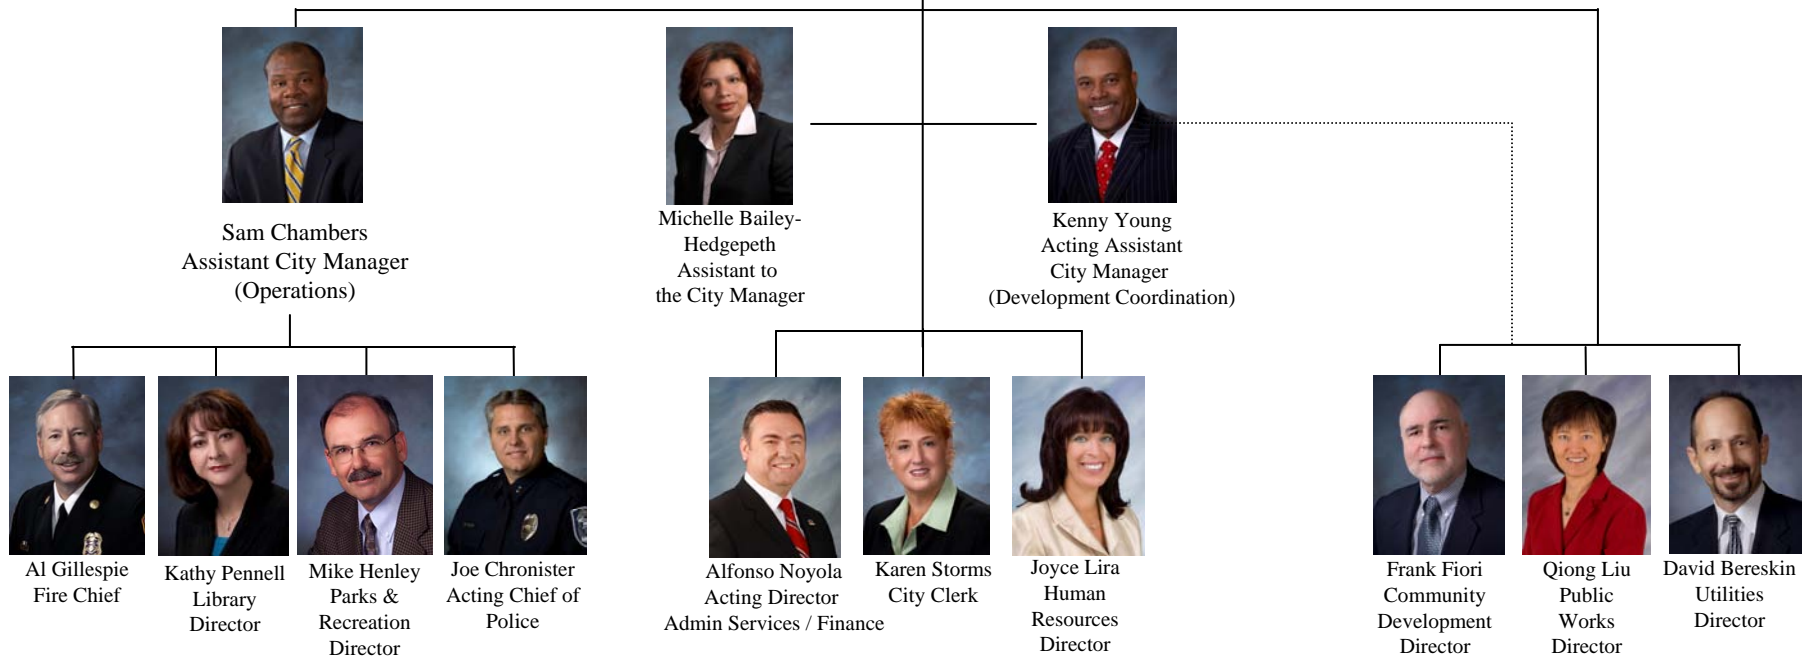 Sam Chambers
Assistant City Manager
(Operations)
Michelle Bailey-
Hedgepeth
Assistant to
the City Manager
Kenny Young
Acting Assistant
City Manager
(Development Coordination)
Al Gillespie
Fire Chief
Kathy Pennell
Library
Director
Mike Henley
Parks &
Recreation
Director
Joe Chronister
Acting Chief of
Police
Alfonso Noyola
Acting Director
Admin Services / Finance
Karen Storms
City Clerk
Joyce Lira
Human
Resources
Director
Frank Fiori
Community
Development
Director
Qiong Liu
Public
Works
Director
David Bereskin
Utilities
Director